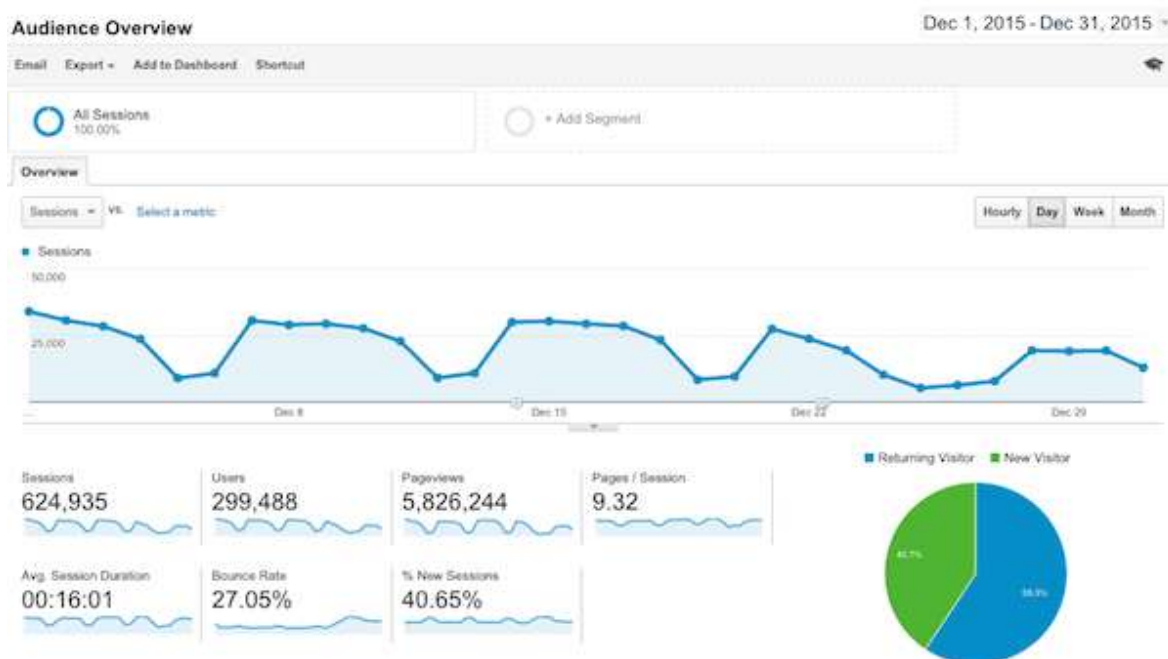 Audience Overview
Dec 1, 2015 - Dec 31, 2015
Email Export Add to Dashboard Shortcut
All Sessions
100.00%
+ Add Segment
Overview
Sessions VS. Select a metric
Hourly Day Week Month
Sessions
50,000
25,000
... Dec 8 Dec 15 Dec 22 Dec 29
Returning Visitor New Visitor
Sessions Users Pageviews Pages / Session
624,935 299,488 5,826,244 9.32
40.7%
Avg. Session Duration Bounce Rate % New Sessions
00:16:01 27.05% 40.65%